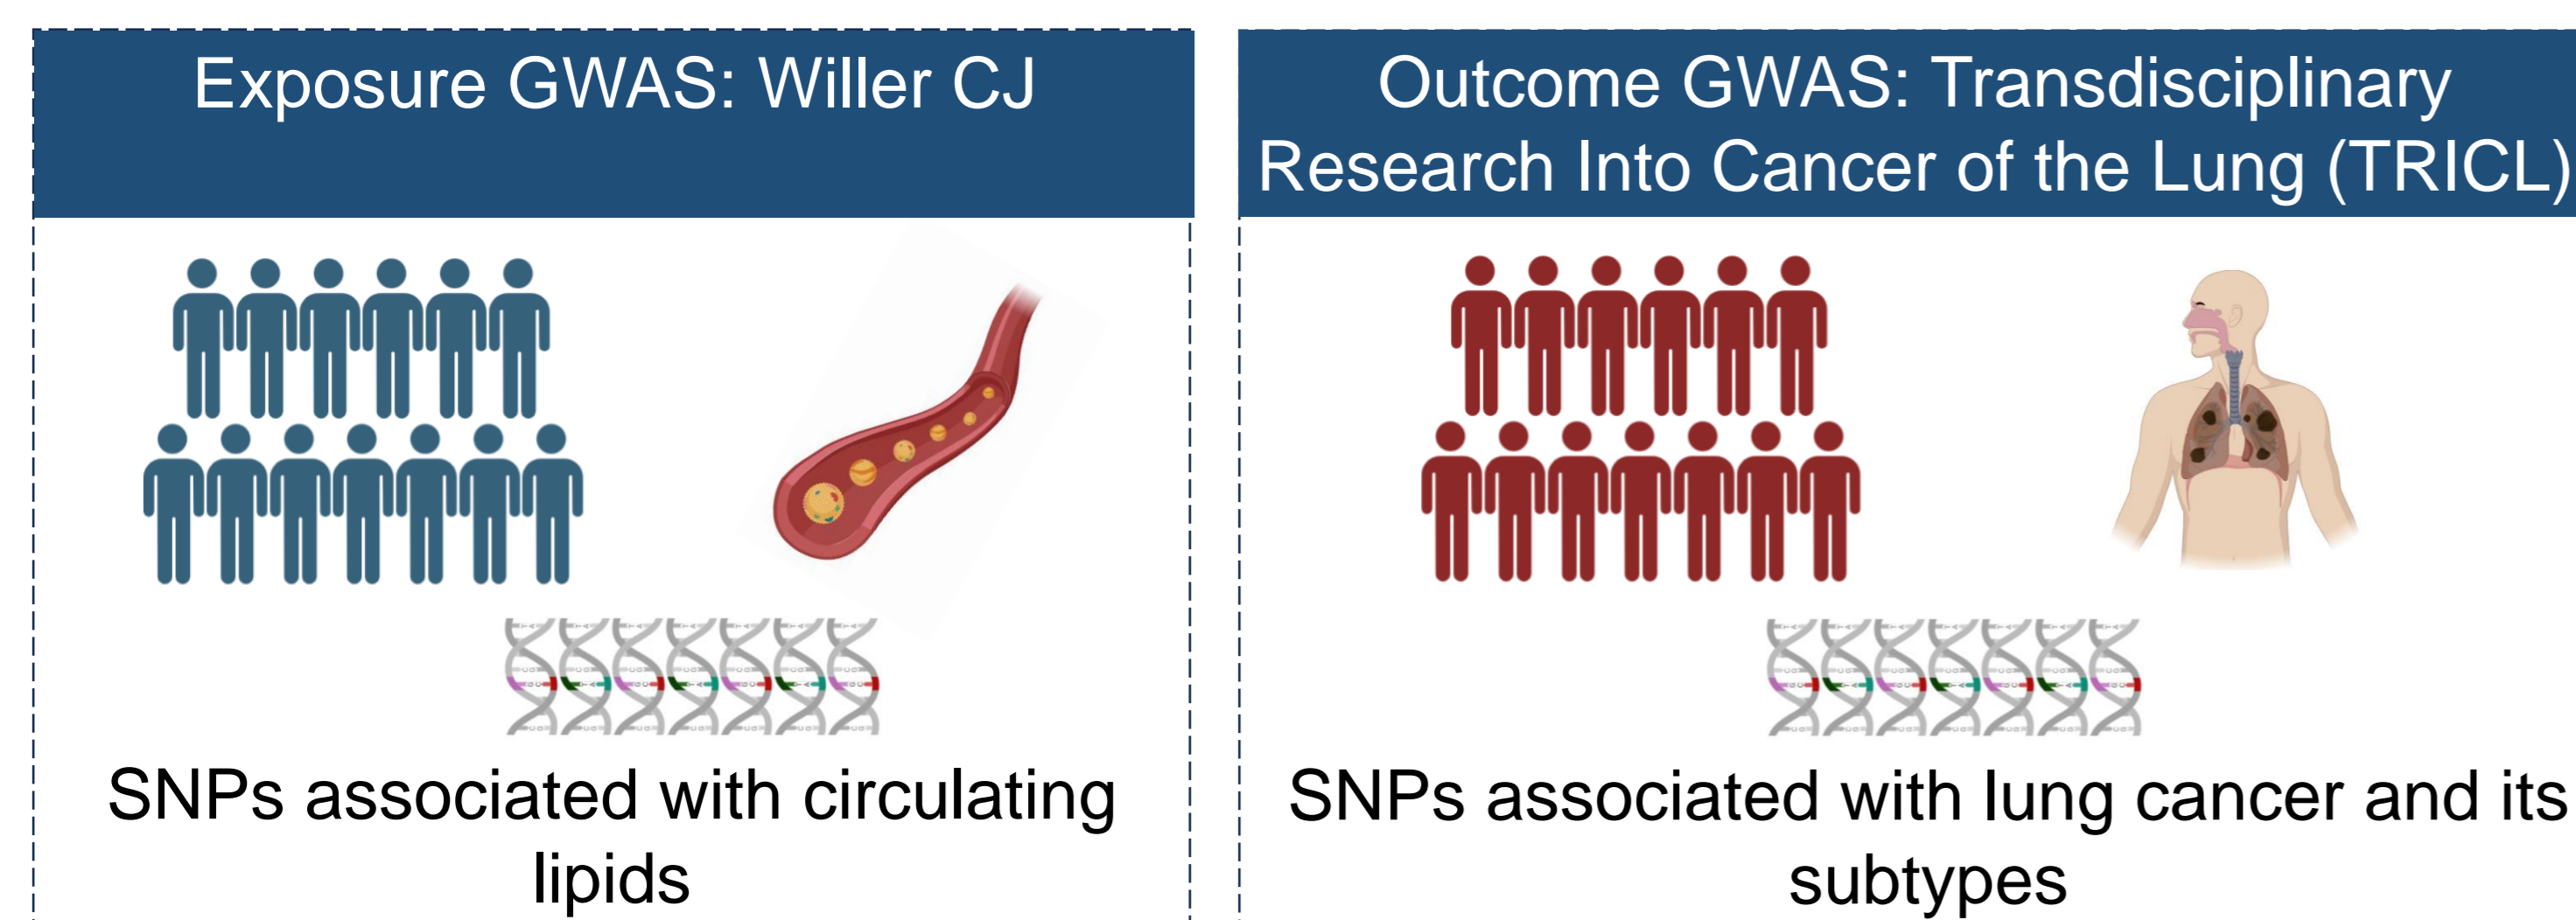 Exposure GWAS: Willer CJ
Outcome GWAS: Transdisciplinary
Research Into Cancer of the Lung (TRICL)
SNPs associated with circulating
lipids
SNPs associated with lung cancer and its
subtypes